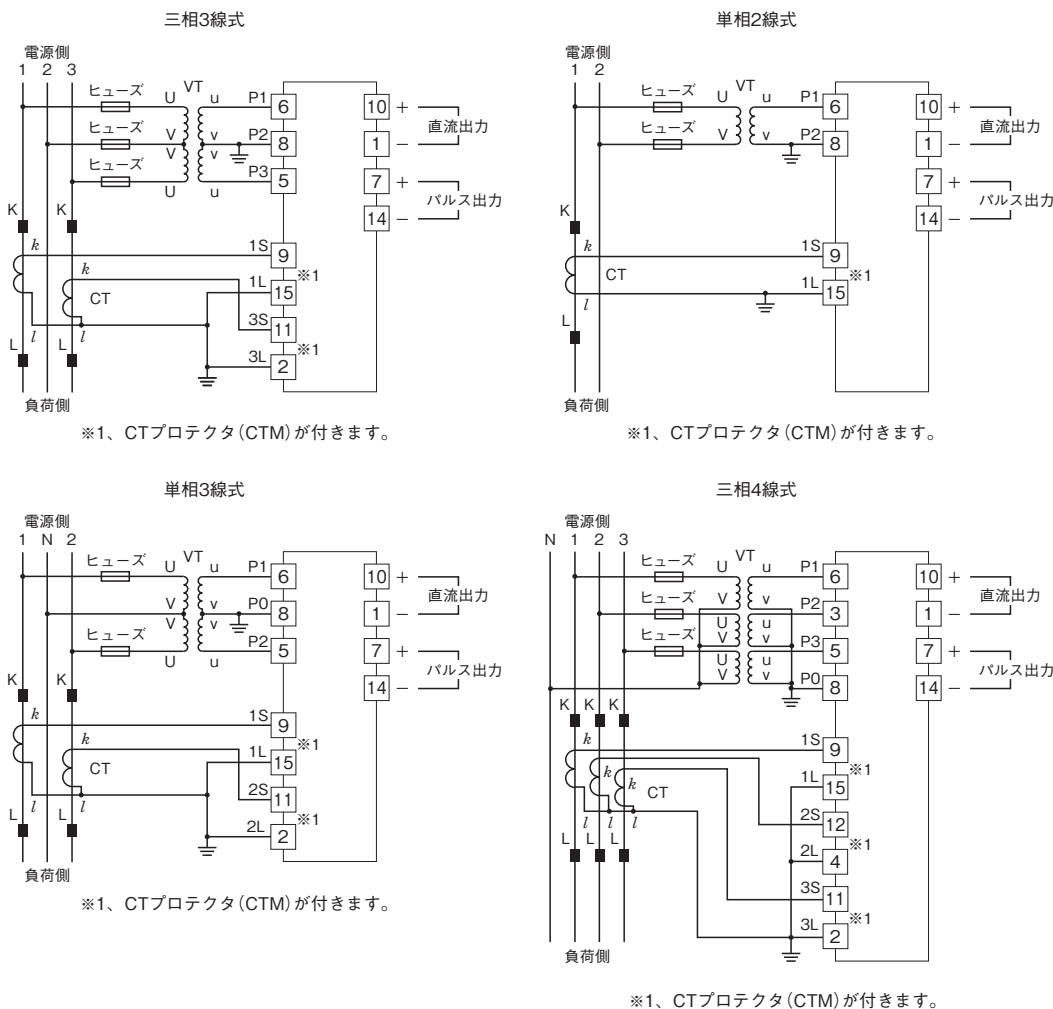 三相3線式
電源側
1 2 3
ヒューズ U VT u P1 6 10 +
直流出力
ヒューズ V v P2 8 1 −
V v
ヒューズ U u P3 5 7 +
パルス出力
14 −
K K
k 1S 9
※1
k 1L 15
CT
3S 11
l l ※1
L L 3L 2
負荷側
※1、CTプロテクタ(CTM)が付きます。
単相2線式
電源側
1 2
ヒューズ U VT u P1 6 10 +
直流出力
ヒューズ V v P2 8 1 −
7 +
パルス出力
14 −
K
k 1S 9
CT ※1
l 1L 15
L
負荷側
※1、CTプロテクタ(CTM)が付きます。
単相3線式
電源側
1 N 2
ヒューズ U VT u P1 6 10 +
直流出力
V v P0 8 1 −
V v
ヒューズ U u P2 5 7 +
パルス出力
14 −
K K
k 1S 9
※1
k 1L 15
CT
2S 11
l l ※1
L L 2L 2
負荷側
※1、CTプロテクタ(CTM)が付きます。
三相4線式
電源側
N 1 2 3
ヒューズ U VT u P1 6 10 +
直流出力
V v
ヒューズ U u P2 3 1 −
V v
ヒューズ U u P3 5 7 +
パルス出力
V v P0 8 14 −
K K K
k 1S 9
※1
k k 1L 15
CT
l l l 2S 12
※1
L L L 2L 4
3S 11
※1
3L 2
負荷側
※1、CTプロテクタ(CTM)が付きます。